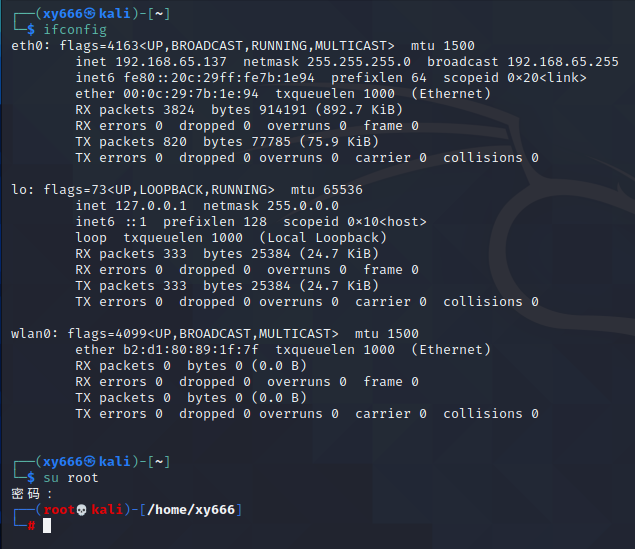 ┌──(xy666㉿kali)-[~]
└─$ ifconfig
eth0: flags=4163<UP,BROADCAST,RUNNING,MULTICAST>  mtu 1500
        inet 192.168.65.137  netmask 255.255.255.0  broadcast 192.168.65.255
        inet6 fe80::20c:29ff:fe7b:1e94  prefixlen 64  scopeid 0×20<link>
        ether 00:0c:29:7b:1e:94  txqueuelen 1000  (Ethernet)
        RX packets 3824  bytes 914191 (892.7 KiB)
        RX errors 0  dropped 0  overruns 0  frame 0
        TX packets 820  bytes 77785 (75.9 KiB)
        TX errors 0  dropped 0 overruns 0  carrier 0  collisions 0
lo: flags=73<UP,LOOPBACK,RUNNING>  mtu 65536
        inet 127.0.0.1  netmask 255.0.0.0
        inet6 ::1  prefixlen 128  scopeid 0×10<host>
        loop  txqueuelen 1000  (Local Loopback)
        RX packets 333  bytes 25384 (24.7 KiB)
        RX errors 0  dropped 0  overruns 0  frame 0
        TX packets 333  bytes 25384 (24.7 KiB)
        TX errors 0  dropped 0 overruns 0  carrier 0  collisions 0
wlan0: flags=4099<UP,BROADCAST,MULTICAST>  mtu 1500
        ether b2:d1:80:89:1f:7f  txqueuelen 1000  (Ethernet)
        RX packets 0  bytes 0 (0.0 B)
        RX errors 0  dropped 0  overruns 0  frame 0
        TX packets 0  bytes 0 (0.0 B)
        TX errors 0  dropped 0 overruns 0  carrier 0  collisions 0
┌──(xy666㉿kali)-[~]
└─$ su root
密码：
┌──(root💀kali)-[/home/xy666]
└─#